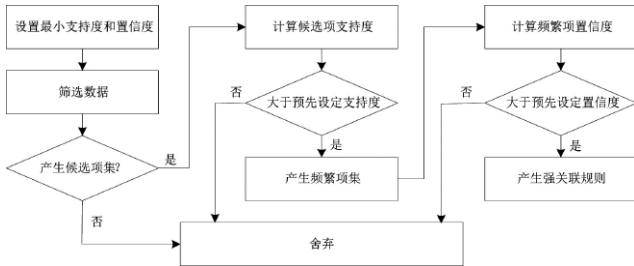 设置最小支持度和置信度
筛选数据
产生候选项集?
是
否
计算候选项支持度
大于预先设定支持度
否
是
产生频繁项集
计算频繁项置信度
大于预先设定置信度
否
是
产生强关联规则
舍弃